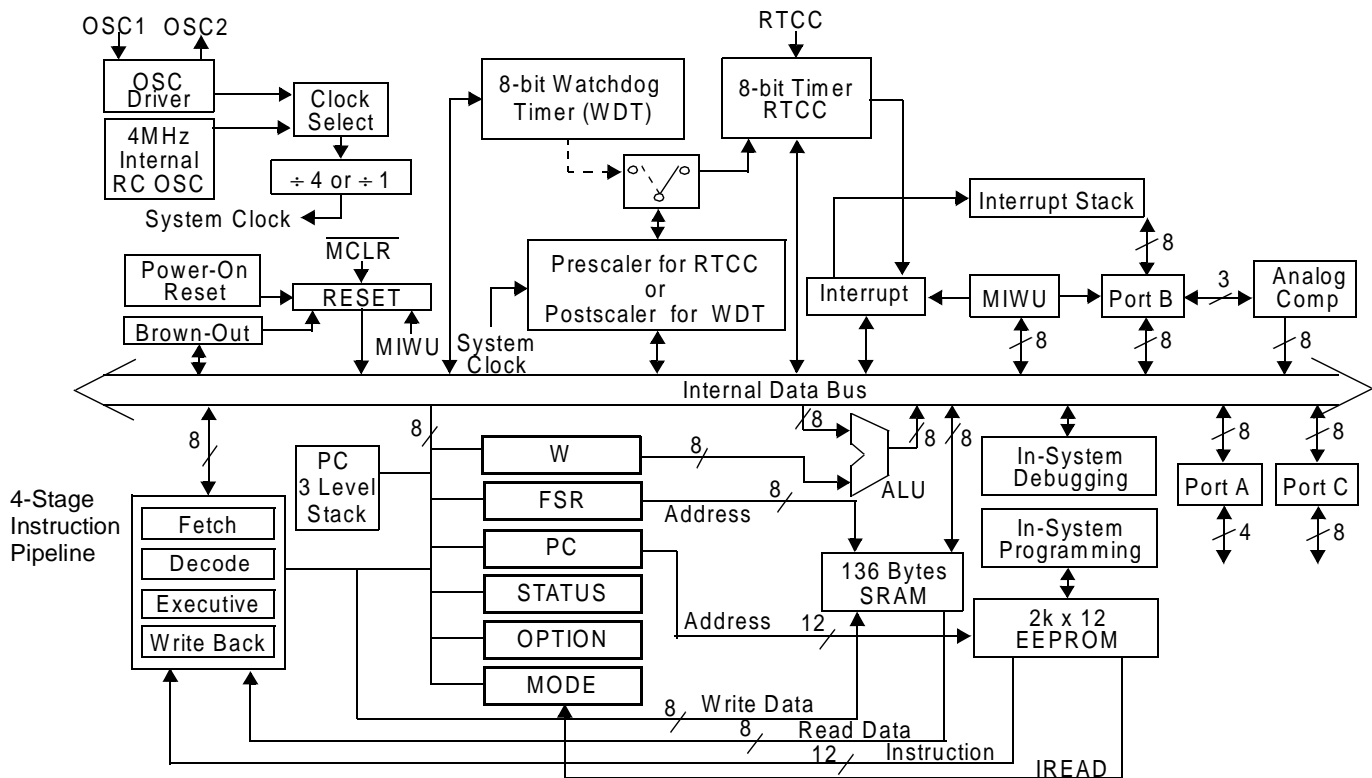 OSC1 OSC2
RTCC
OSC
Driver
Clock
Select
4MHz
Internal
RC OSC
÷ 4 or ÷ 1
System Clock
8-bit Watchdog
Timer (WDT)
8-bit Timer
RTCC
Interrupt Stack
8
MCLR
Power-On
Reset
RESET
Brown-Out
MIWU
Prescaler for RTCC
or
Postscaler for WDT
System
Clock
Interrupt
MIWU
Port B
3
Analog
Comp
8
8
8
Internal Data Bus
8
8
8
8
8
8
8
PC
3 Level
Stack
W
8
ALU
In-System
Debugging
Port A
Port C
4-Stage
Instruction
Pipeline
FSR
8
Address
Fetch
Decode
Executive
Write Back
PC
In-System
Programming
4
8
STATUS
136 Bytes
SRAM
OPTION
Address
12
2k x 12
EEPROM
MODE
8
Write Data
8
Read Data
12
Instruction
IREAD